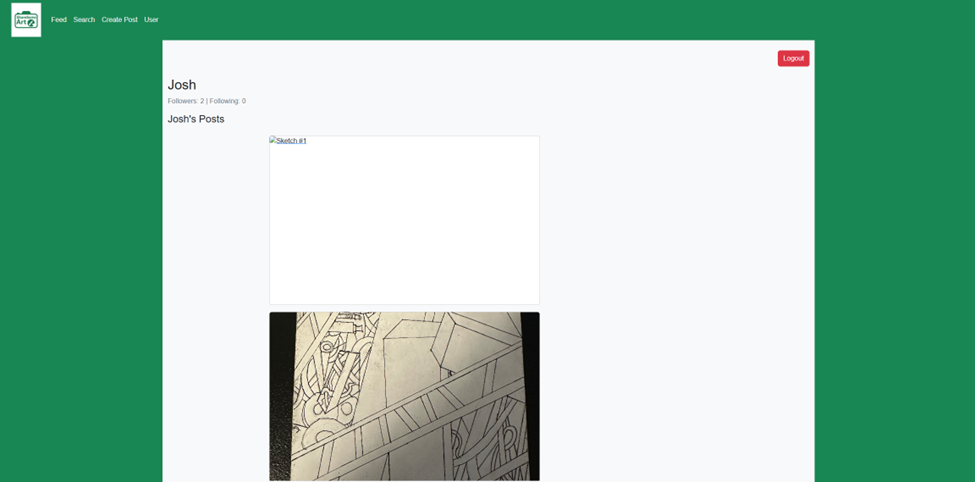 Art
Feed Search Create Post User
Logout
Josh
Followers: 2 | Following: 0
Josh's Posts
Sketch #1